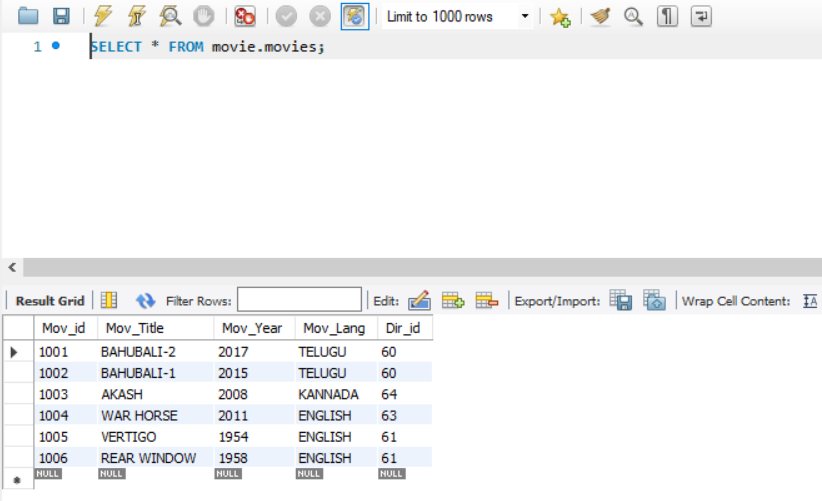 Limit to 1000 rows
1 SELECT * FROM movie.movies;
Result Grid Filter Rows: Edit: Export/Import: Wrap Cell Content: IA
Mov_id Mov_Title Mov_Year Mov_Lang Dir_id
1001 BAHUBALI-2 2017 TELUGU 60
1002 BAHUBALI-1 2015 TELUGU 60
1003 AKASH 2008 KANNADA 64
1004 WAR HORSE 2011 ENGLISH 63
1005 VERTIGO 1954 ENGLISH 61
1006 REAR WINDOW 1958 ENGLISH 61
NULL NULL NULL NULL NULL